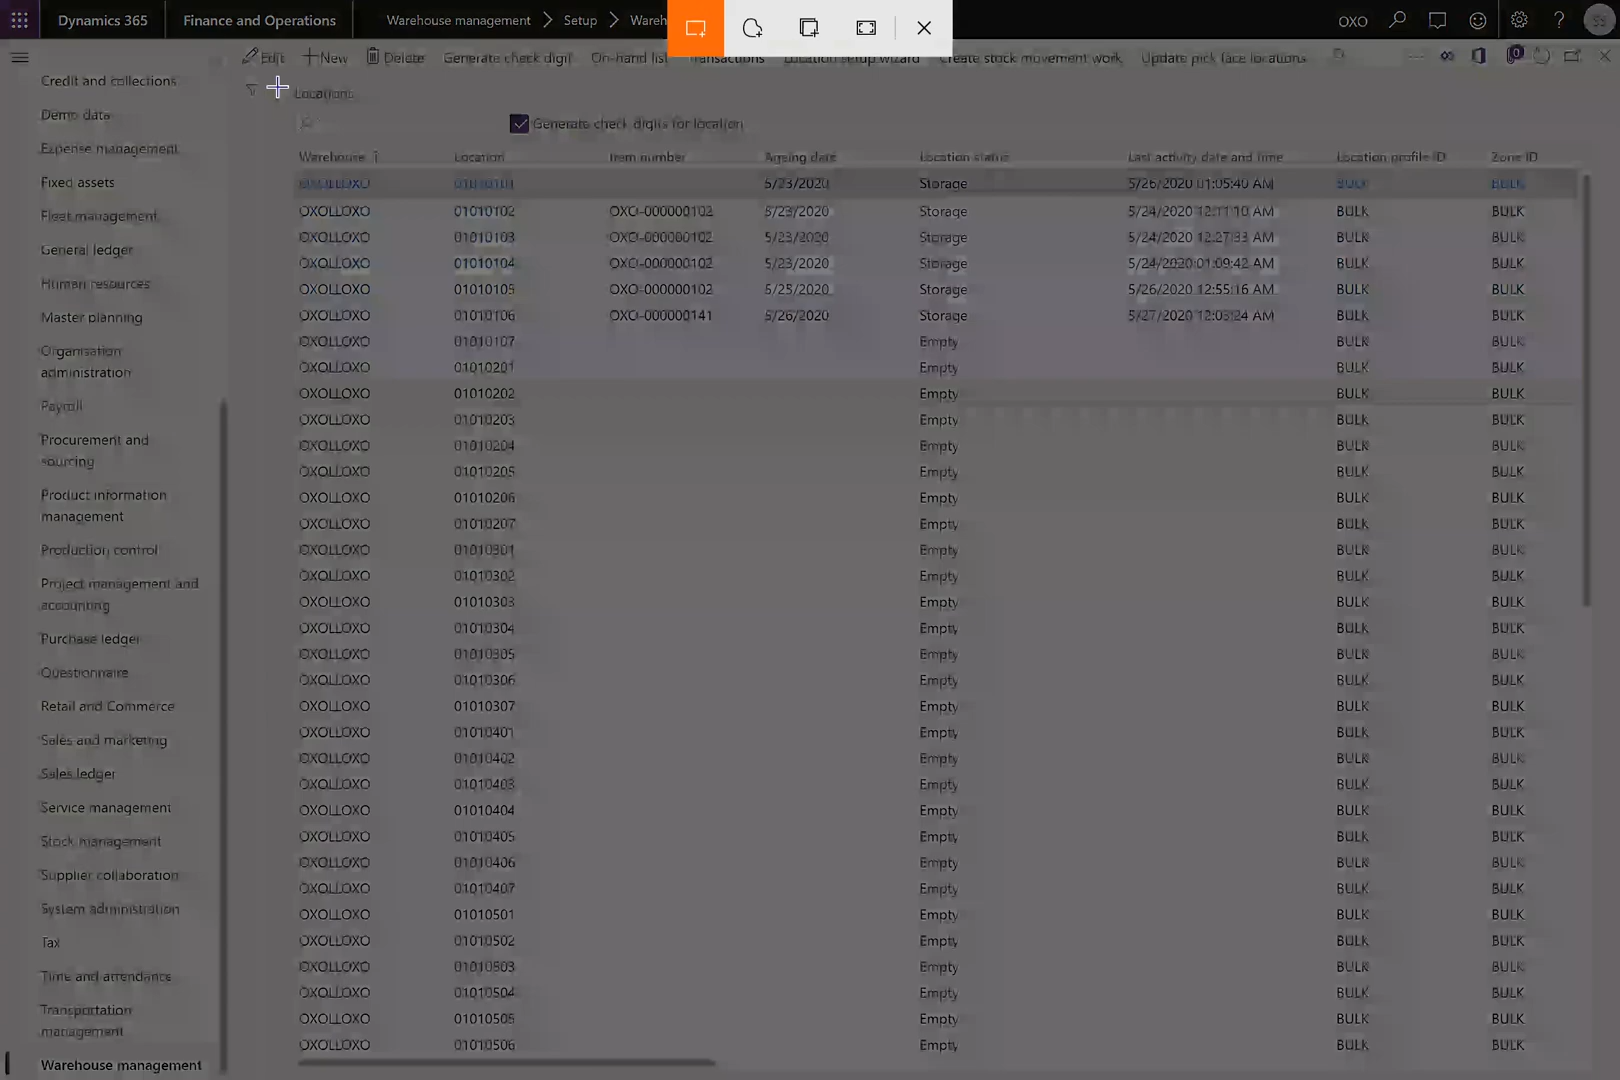 Dynamics 365 Finance and Operations Warehouse management Setup OXO
Edit New Delete Generate check digit On-hand list Transactions Location setup wizard Create stock movement work Update pick face locations
Locations
Generate check digits for location
Warehouse Location Item number Ageing date Location status Last activity date and time Location profile ID Zone ID
OXOLLOXO 01010101 5/23/2020 Storage 5/26/2020 01:05:40 AM BULK BULK
OXOLLOXO 01010102 OXO-000000102 5/23/2020 Storage 5/24/2020 12:11:10 AM BULK BULK
OXOLLOXO 01010103 OXO-000000102 5/23/2020 Storage 5/24/2020 12:27:33 AM BULK BULK
OXOLLOXO 01010104 OXO-000000102 5/23/2020 Storage 5/24/2020 01:09:42 AM BULK BULK
OXOLLOXO 01010105 OXO-000000102 5/25/2020 Storage 5/26/2020 12:55:16 AM BULK BULK
OXOLLOXO 01010106 OXO-000000141 5/26/2020 Storage 5/27/2020 12:03:24 AM BULK BULK
OXOLLOXO 01010107 Empty BULK BULK
OXOLLOXO 01010201 Empty BULK BULK
OXOLLOXO 01010202 Empty BULK BULK
OXOLLOXO 01010203 Empty BULK BULK
OXOLLOXO 01010204 Empty BULK BULK
OXOLLOXO 01010205 Empty BULK BULK
OXOLLOXO 01010206 Empty BULK BULK
OXOLLOXO 01010207 Empty BULK BULK
OXOLLOXO 01010301 Empty BULK BULK
OXOLLOXO 01010302 Empty BULK BULK
OXOLLOXO 01010303 Empty BULK BULK
OXOLLOXO 01010304 Empty BULK BULK
OXOLLOXO 01010305 Empty BULK BULK
OXOLLOXO 01010306 Empty BULK BULK
OXOLLOXO 01010307 Empty BULK BULK
OXOLLOXO 01010401 Empty BULK BULK
OXOLLOXO 01010402 Empty BULK BULK
OXOLLOXO 01010403 Empty BULK BULK
OXOLLOXO 01010404 Empty BULK BULK
OXOLLOXO 01010405 Empty BULK BULK
OXOLLOXO 01010406 Empty BULK BULK
OXOLLOXO 01010407 Empty BULK BULK
OXOLLOXO 01010501 Empty BULK BULK
OXOLLOXO 01010502 Empty BULK BULK
OXOLLOXO 01010503 Empty BULK BULK
OXOLLOXO 01010504 Empty BULK BULK
OXOLLOXO 01010505 Empty BULK BULK
OXOLLOXO 01010506 Empty BULK BULK
Credit and collections
Demo data
Expense management
Fixed assets
Fleet management
General ledger
Human resources
Master planning
Organisation
administration
Payroll
Procurement and
sourcing
Product information
management
Production control
Project management and
accounting
Purchase ledger
Questionnaire
Retail and Commerce
Sales and marketing
Sales ledger
Service management
Stock management
Supplier collaboration
System administration
Tax
Time and attendance
Transportation
management
Warehouse management